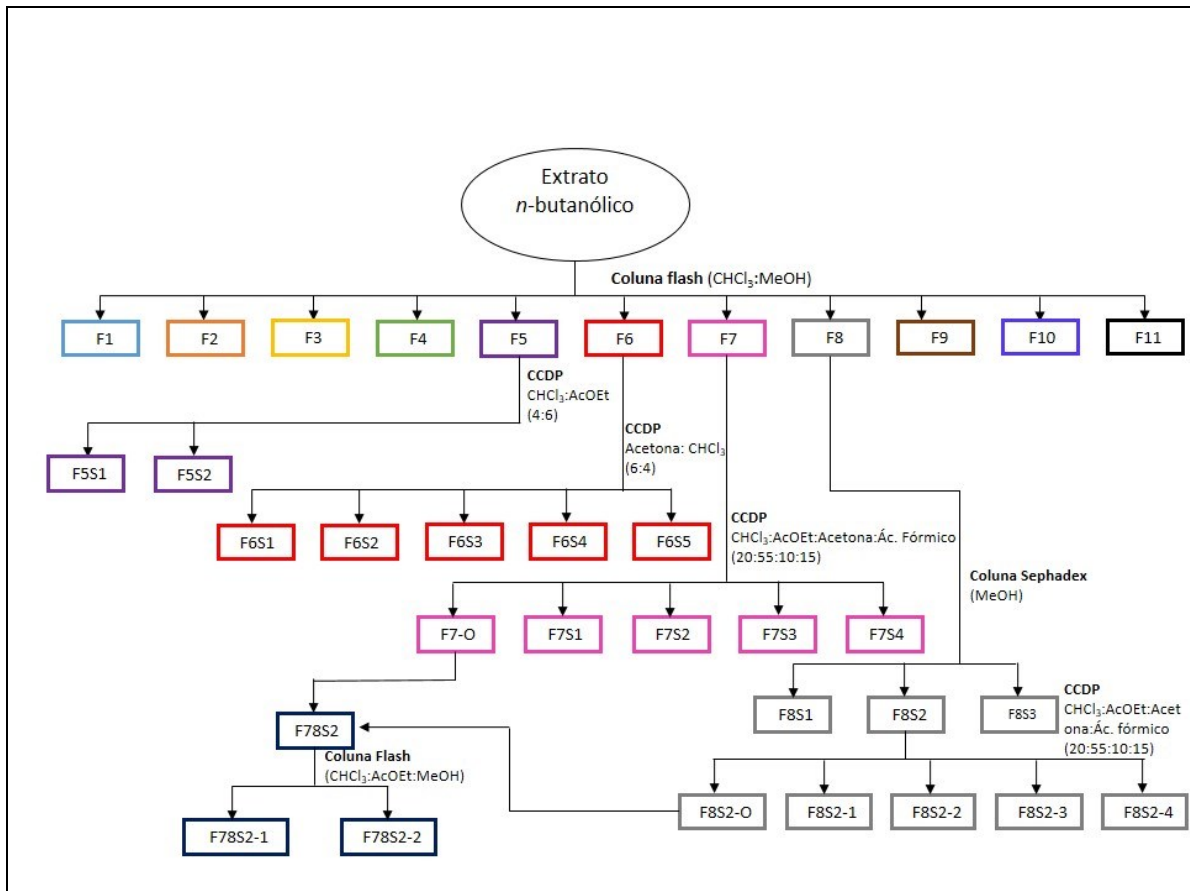 Extrato
n-butanólico
Coluna flash (CHCl₃:MeOH)
F1
F2
F3
F4
F5
F6
F7
F8
F9
F10
F11
CCDP
CHCl₃:AcOEt
(4:6)
CCDP
Acetona: CHCl₃
(6:4)
F5S1
F5S2
F6S1
F6S2
F6S3
F6S4
F6S5
CCDP
CHCl₃:AcOEt:Acetona:Ác. Fórmico
(20:55:10:15)
Coluna Sephadex
(MeOH)
F7-O
F7S1
F7S2
F7S3
F7S4
F8S1
F8S2
F8S3
CCDP
CHCl₃:AcOEt:Acet
ona:Ác. fórmico
(20:55:10:15)
F78S2
Coluna Flash
(CHCl₃:AcOEt:MeOH)
F8S2-O
F8S2-1
F8S2-2
F8S2-3
F8S2-4
F78S2-1
F78S2-2